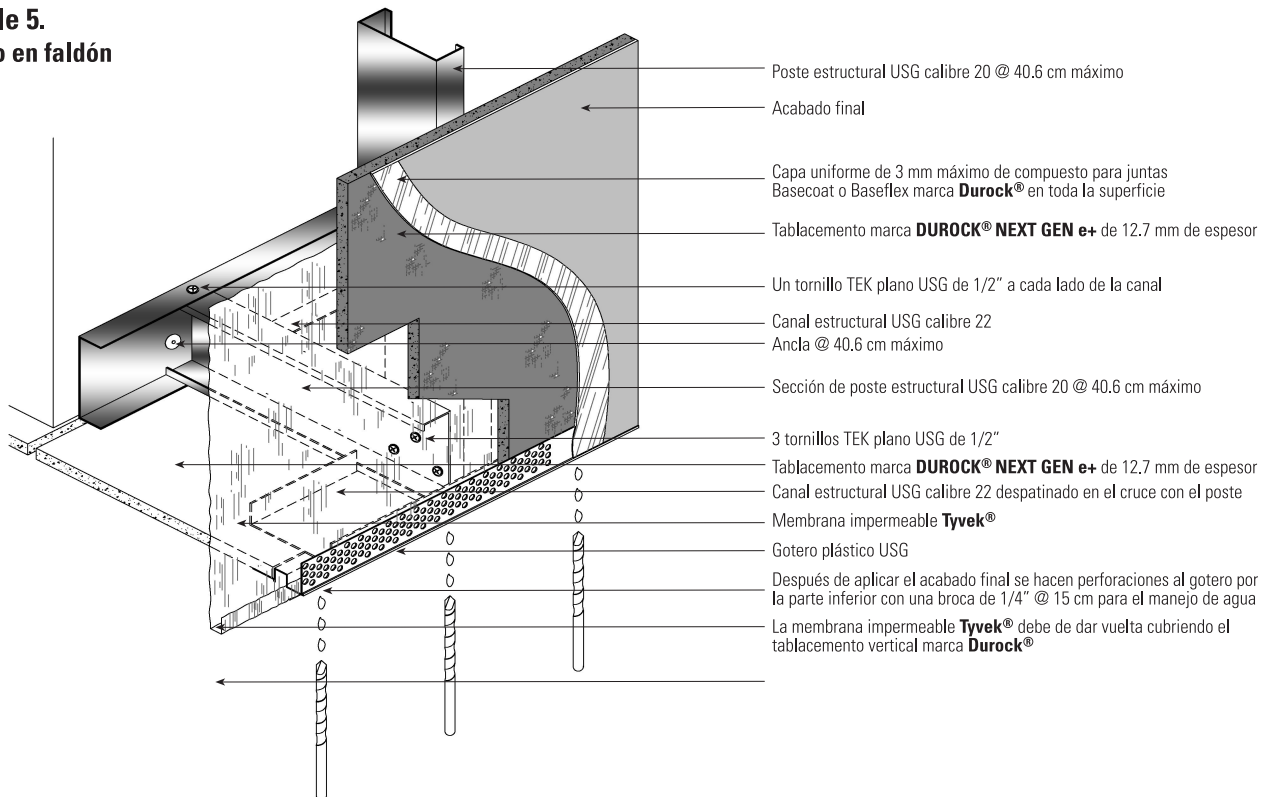 le 5.
o en faldón
Poste estructural USG calibre 20 @ 40.6 cm máximo
Acabado final
Capa uniforme de 3 mm máximo de compuesto para juntas
Basecoat o Baseflex marca Durock® en toda la superficie
Tablacemento marca DUROCK® NEXT GEN e+ de 12.7 mm de espesor
Un tornillo TEK plano USG de 1/2” a cada lado de la canal
Canal estructural USG calibre 22
Ancla @ 40.6 cm máximo
Sección de poste estructural USG calibre 20 @ 40.6 cm máximo
3 tornillos TEK plano USG de 1/2”
Tablacemento marca DUROCK® NEXT GEN e+ de 12.7 mm de espesor
Canal estructural USG calibre 22 despatinado en el cruce con el poste
Membrana impermeable Tyvek®
Gotero plástico USG
Después de aplicar el acabado final se hacen perforaciones al gotero por
la parte inferior con una broca de 1/4” @ 15 cm para el manejo de agua
La membrana impermeable Tyvek® debe de dar vuelta cubriendo el
tablacemento vertical marca Durock®